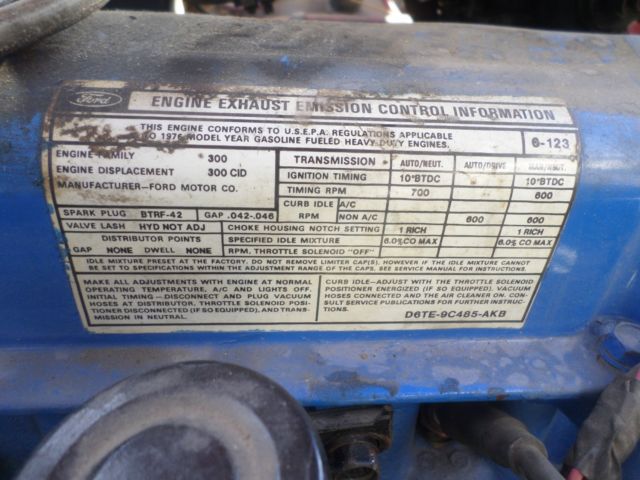 Ford ENGINE EXHAUST EMISSION CONTROL INFORMATION
THIS ENGINE CONFORMS TO U.S.E.P.A. REGULATIONS APPLICABLE
TO 1976 MODEL YEAR GASOLINE FUELED HEAVY DUTY ENGINES.
6-123
ENGINE FAMILY 300
ENGINE DISPLACEMENT 300 CID
MANUFACTURER-FORD MOTOR CO.
SPARK PLUG BTRF-42 GAP .042-.046
VALVE LASH HYD NOT ADJ
DISTRIBUTOR POINTS
GAP NONE DWELL NONE
TRANSMISSION AUTO/NEUT. AUTO/DRIVE MAN/NEUT.
IGNITION TIMING 10°BTDC 10°BTDC
TIMING RPM 700 600
CURB IDLE A/C
RPM NON A/C 600 600
CHOKE HOUSING NOTCH SETTING 1 RICH 1 RICH
SPECIFIED IDLE MIXTURE 6.0% CO MAX 6.0% CO MAX
RPM, THROTTLE SOLENOID "OFF"
IDLE MIXTURE PRESET AT THE FACTORY. DO NOT REMOVE LIMITER CAP(S). HOWEVER IF THE IDLE MIXTURE CANNOT
BE SET TO SPECIFICATIONS WITHIN THE ADJUSTMENT RANGE OF THE CAPS, SEE SERVICE MANUAL FOR INSTRUCTIONS.
MAKE ALL ADJUSTMENTS WITH ENGINE AT NORMAL
OPERATING TEMPERATURE, A/C AND LIGHTS OFF.
INITIAL TIMING-DISCONNECT AND PLUG VACUUM
HOSES AT DISTRIBUTOR. THROTTLE SOLENOID POSI-
TIONER DISCONNECTED (IF SO EQUIPPED), AND TRANS-
MISSION IN NEUTRAL.
CURB IDLE-ADJUST WITH THE THROTTLE SOLENOID
POSITIONER ENERGIZED (IF SO EQUIPPED). VACUUM
HOSES CONNECTED AND THE AIR CLEANER ON. CON-
SULT SERVICE PUBLICATIONS FOR FURTHER INSTRUC-
TIONS.
D6TE-9C485-AKB